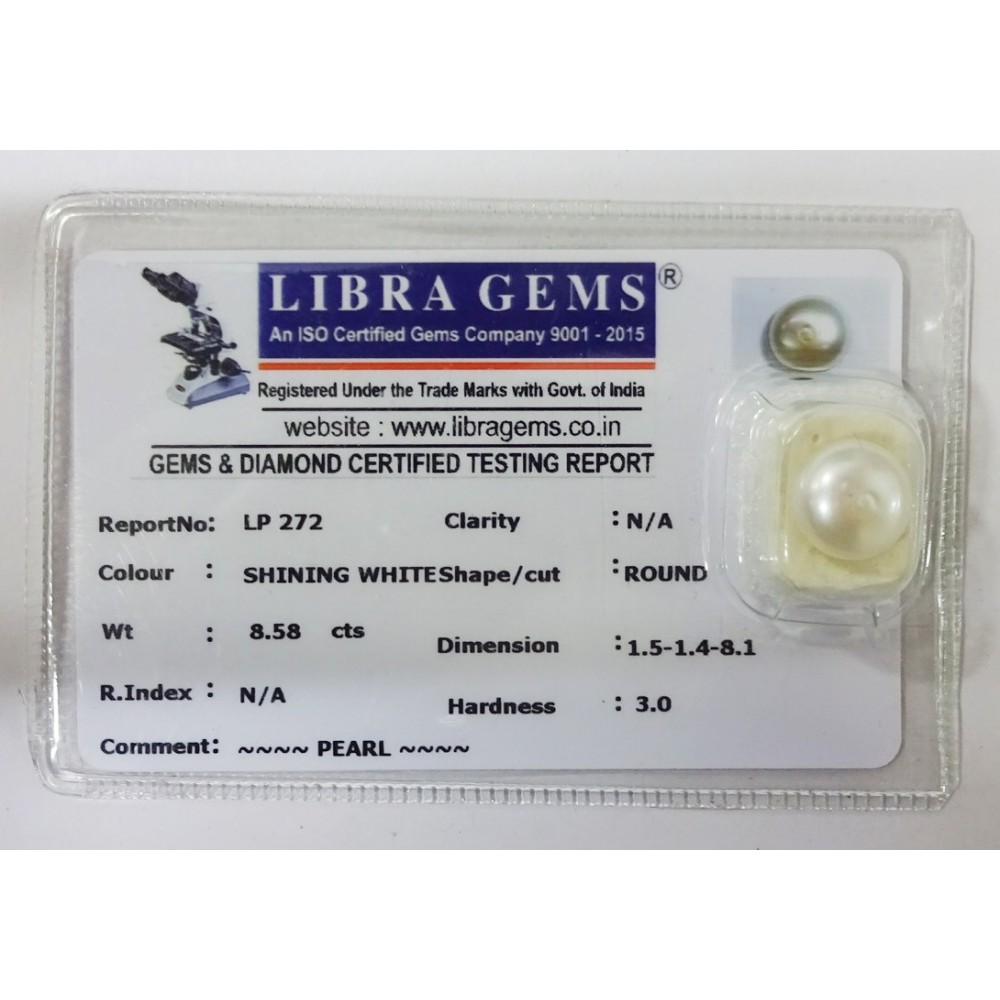 LIBRA GEMS®
An ISO Certified Gems Company 9001 - 2015
Registered Under the Trade Marks with Govt. of India
website : www.libragems.co.in
GEMS & DIAMOND CERTIFIED TESTING REPORT
ReportNo: LP 272 Clarity : N/A
Colour : SHINING WHITE Shape/cut : ROUND
Wt : 8.58 cts Dimension : 1.5-1.4-8.1
R.Index : N/A Hardness : 3.0
Comment: ~~~~ PEARL ~~~~